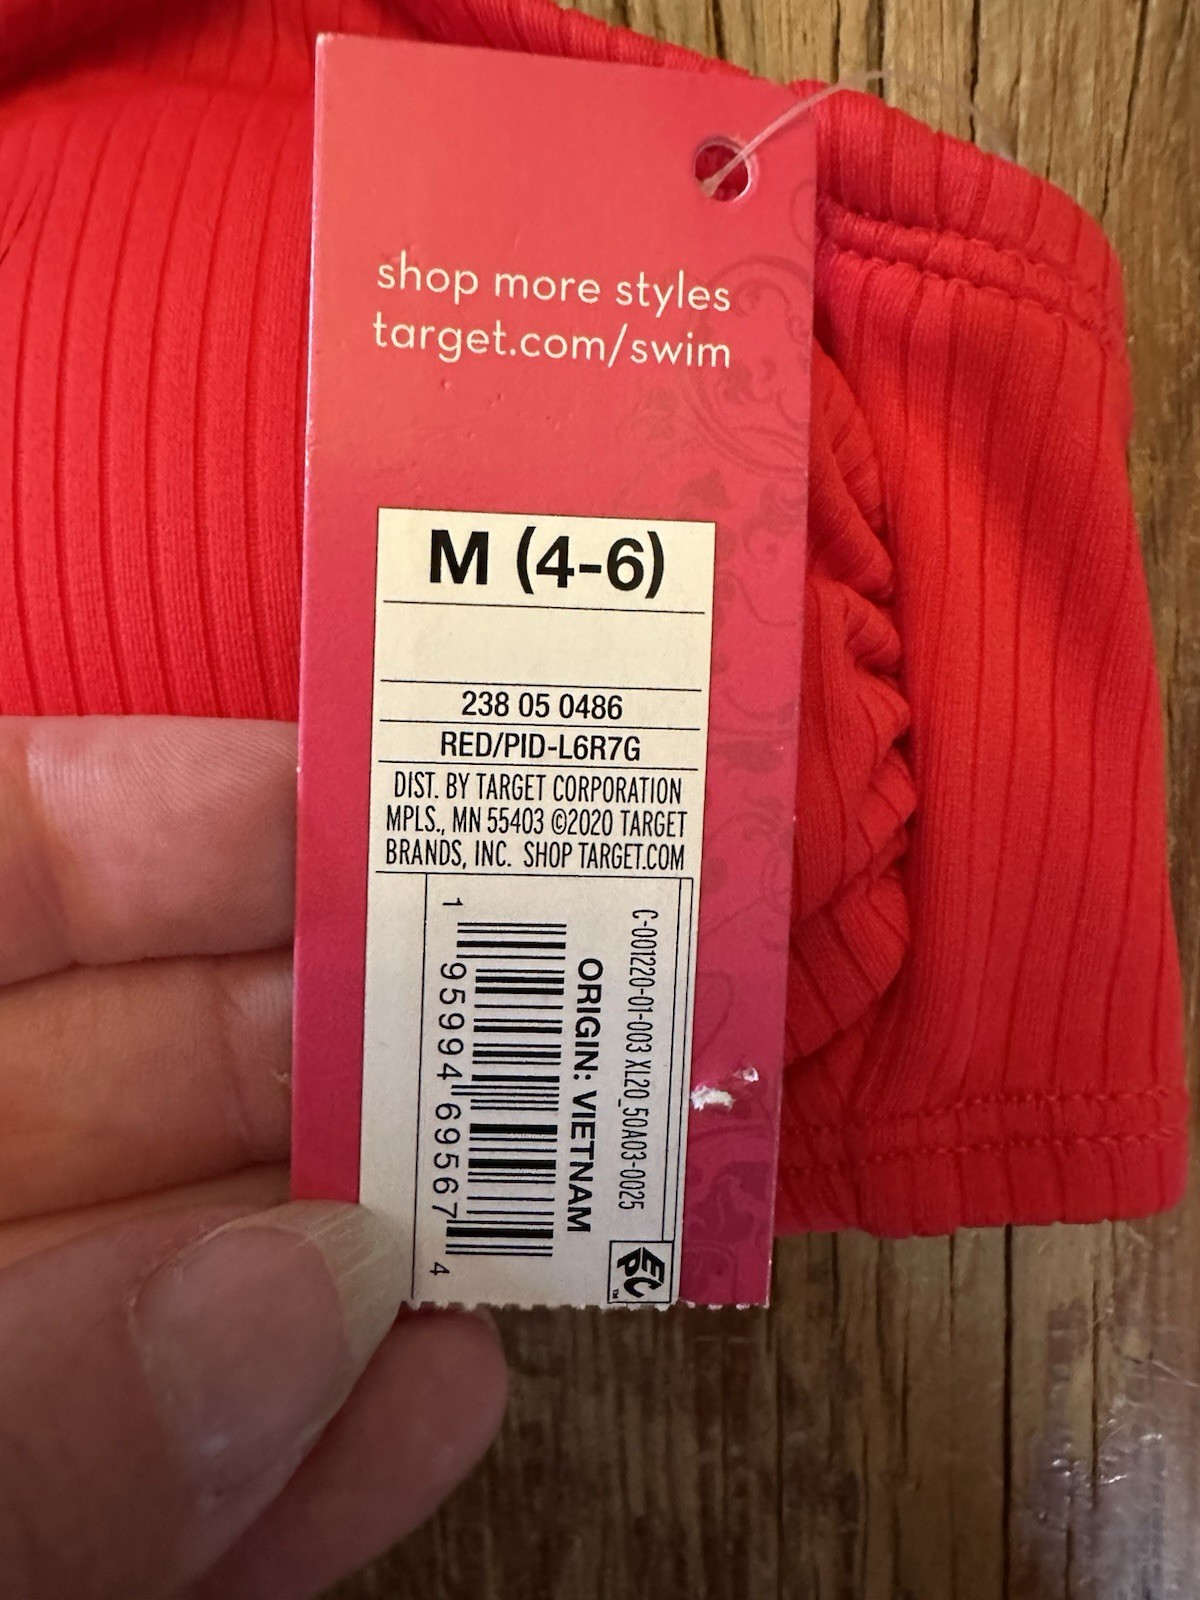 shop more styles
target.com/swim
M (4-6)
238 05 0486
RED/PID-L6R7G
DIST. BY TARGET CORPORATION
MPLS., MN 55403 ©2020 TARGET
BRANDS, INC. SHOP TARGET.COM
C-001220-01-003 XL20_50A03-0025
ORIGIN: VIETNAM
1 95994 69567 4
EPC™